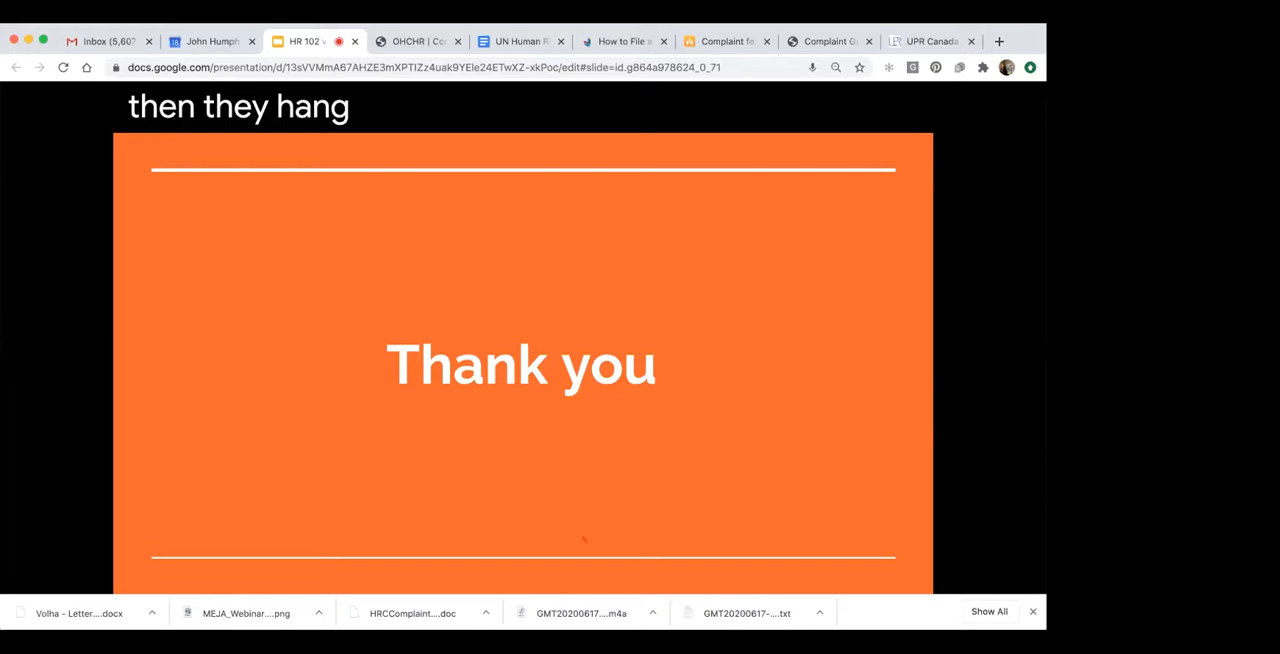 Inbox (5,607
John Humph
HR 102 v
OHCHR | Co
UN Human R
How to File a
Complaint fo
Complaint G
UPR Canada
docs.google.com/presentation/d/13sVVMmA67AHZE3mXPTIZz4uak9YEle24ETwXZ-xkPoc/edit#slide=id.g864a978624_0_71
then they hang
Thank you
Volha - Letter....docx
MEJA_Webinar....png
HRCComplaint....doc
GMT20200617....m4a
GMT20200617-....txt
Show All